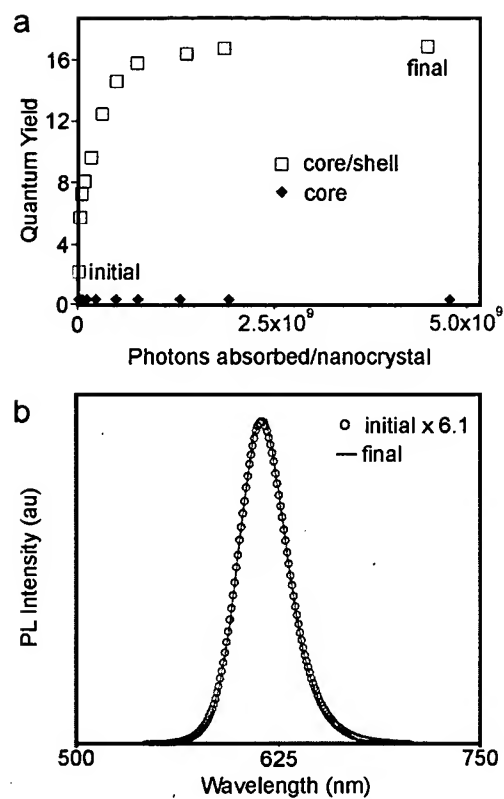 a
16
12
8
4
0
Quantum Yield
final
□ core/shell
◆ core
initial
0
2.5x10⁹
5.0x10⁹
Photons absorbed/nanocrystal
b
○ initial x 6.1
— final
PL Intensity (au)
500
625
750
Wavelength (nm)